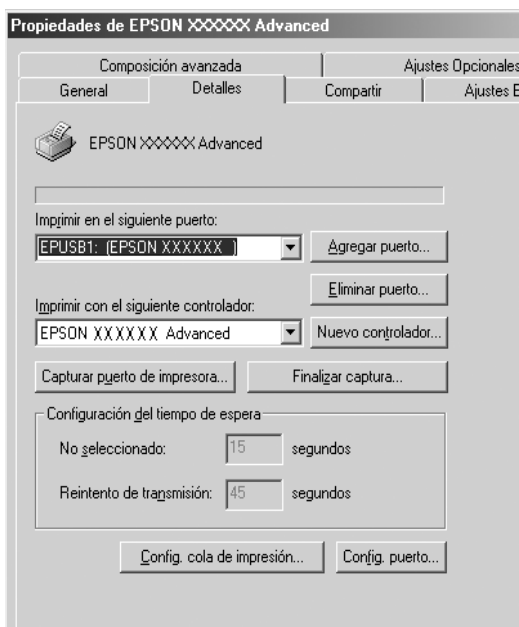 Propiedades de EPSON XXXXXX Advanced
Composición avanzada
Ajustes Opcionales
General
Detalles
Compartir
Ajustes E
EPSON XXXXXX Advanced
Imprimir en el siguiente puerto:
EPUSB1: (EPSON XXXXXX )
Agregar puerto...
Eliminar puerto...
Imprimir con el siguiente controlador:
EPSON XXXXXX Advanced
Nuevo controlador...
Capturar puerto de impresora...
Finalizar captura...
Configuración del tiempo de espera
No seleccionado:
15
segundos
Reintento de transmisión:
45
segundos
Config. cola de impresión...
Config. puerto...